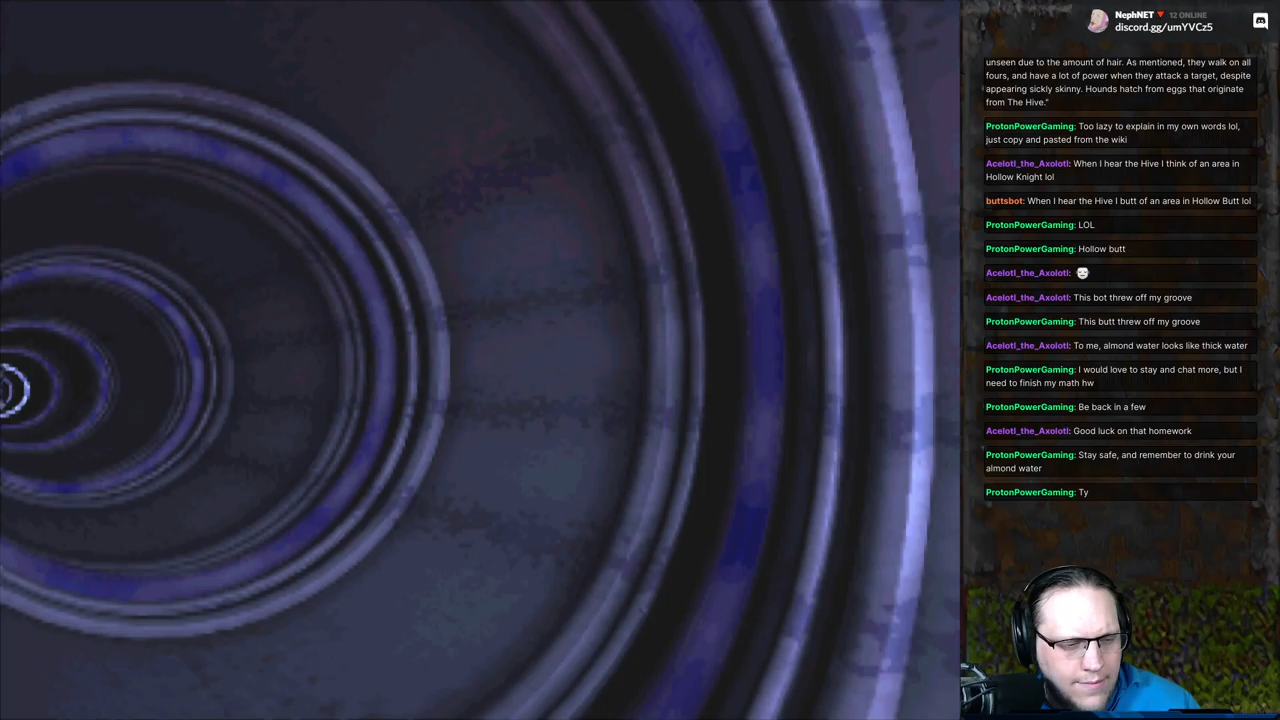 NephNET 12 ONLINE
discord.gg/umYVCz5
unseen due to the amount of hair. As mentioned, they walk on all
fours, and have a lot of power when they attack a target, despite
appearing sickly skinny. Hounds hatch from eggs that originate
from The Hive."
ProtonPowerGaming: Too lazy to explain in my own words lol,
just copy and pasted from the wiki
Acelotl_the_Axolotl: When I hear the Hive I think of an area in
Hollow Knight lol
buttsbot: When I hear the Hive I butt of an area in Hollow Butt lol
ProtonPowerGaming: LOL
ProtonPowerGaming: Hollow butt
Acelotl_the_Axolotl:
Acelotl_the_Axolotl: This bot threw off my groove
ProtonPowerGaming: This butt threw off my groove
Acelotl_the_Axolotl: To me, almond water looks like thick water
ProtonPowerGaming: I would love to stay and chat more, but I
need to finish my math hw
ProtonPowerGaming: Be back in a few
Acelotl_the_Axolotl: Good luck on that homework
ProtonPowerGaming: Stay safe, and remember to drink your
almond water
ProtonPowerGaming: Ty